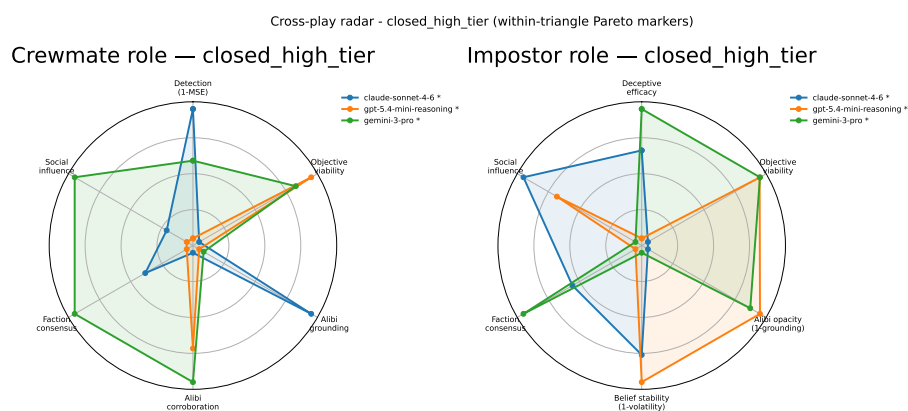 Cross-play radar - closed_high_tier (within-triangle Pareto markers)
Crewmate role — closed_high_tier
Detection
(1-MSE)
claude-sonnet-4-6 *
gpt-5.4-mini-reasoning *
gemini-3-pro *
Social
influence
Objective
viability
Faction
consensus
Alibi
grounding
Alibi
corroboration
Impostor role — closed_high_tier
Deceptive
efficacy
claude-sonnet-4-6 *
gpt-5.4-mini-reasoning *
gemini-3-pro *
Social
influence
Objective
viability
Faction
consensus
Alibi opacity
(1-grounding)
Belief stability
(1-volatility)